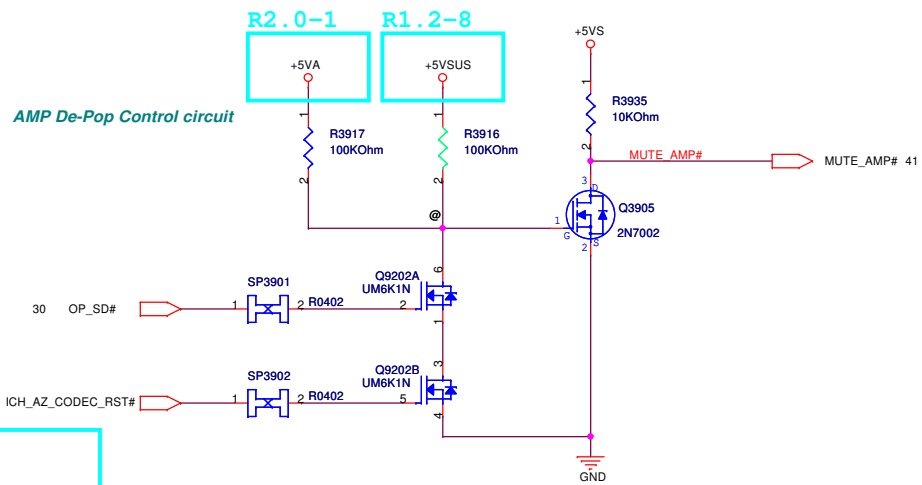 R2.0-1
R1.2-8
+5VS
+5VA
+5VSUS
AMP De-Pop Control circuit
1
R3917
100KOhm
2
1
R3916
100KOhm
2
1
R3935
10KOhm
2
MUTE_AMP#
MUTE_AMP# 41
@
3
D
1
G
S
2
Q3905
2N7002
6
Q9202A
UM6K1N
SP3901
30 OP_SD#
1
2 R0402
2
1
3
Q9202B
UM6K1N
SP3902
ICH_AZ_CODEC_RST#
1
2 R0402
5
4
GND